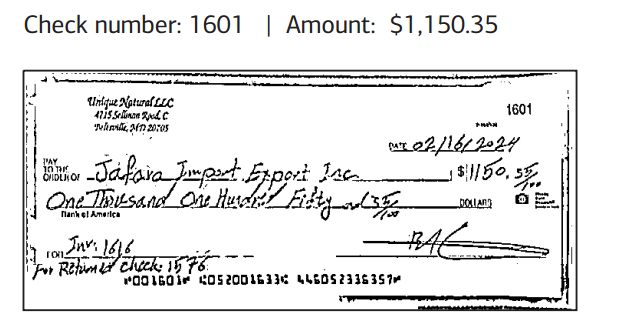 Check number: 1601 | Amount: $1,150.35
Unique Natural LLC
4115 Sellman Road, C
Beltsville, MD 20705
1601
DATE 02/16/2024
PAY
TO THE
ORDER OF Jafara Import Export Inc $1150.35/100
One Thousand One Hundred Fifty and 35/100 DOLLARS
Bank of America
FOR Inv: 1616
For Returned check: 1576
⑈001601⑈ ⑆052001633⑆ 446052336357⑈